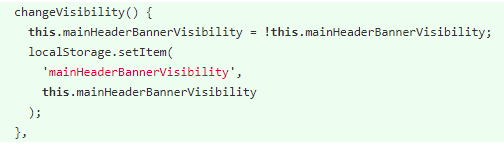 changeVisibility() {
this.mainHeaderBannerVisibility = !this.mainHeaderBannerVisibility;
localStorage.setItem(
'mainHeaderBannerVisibility',
this.mainHeaderBannerVisibility
);
},